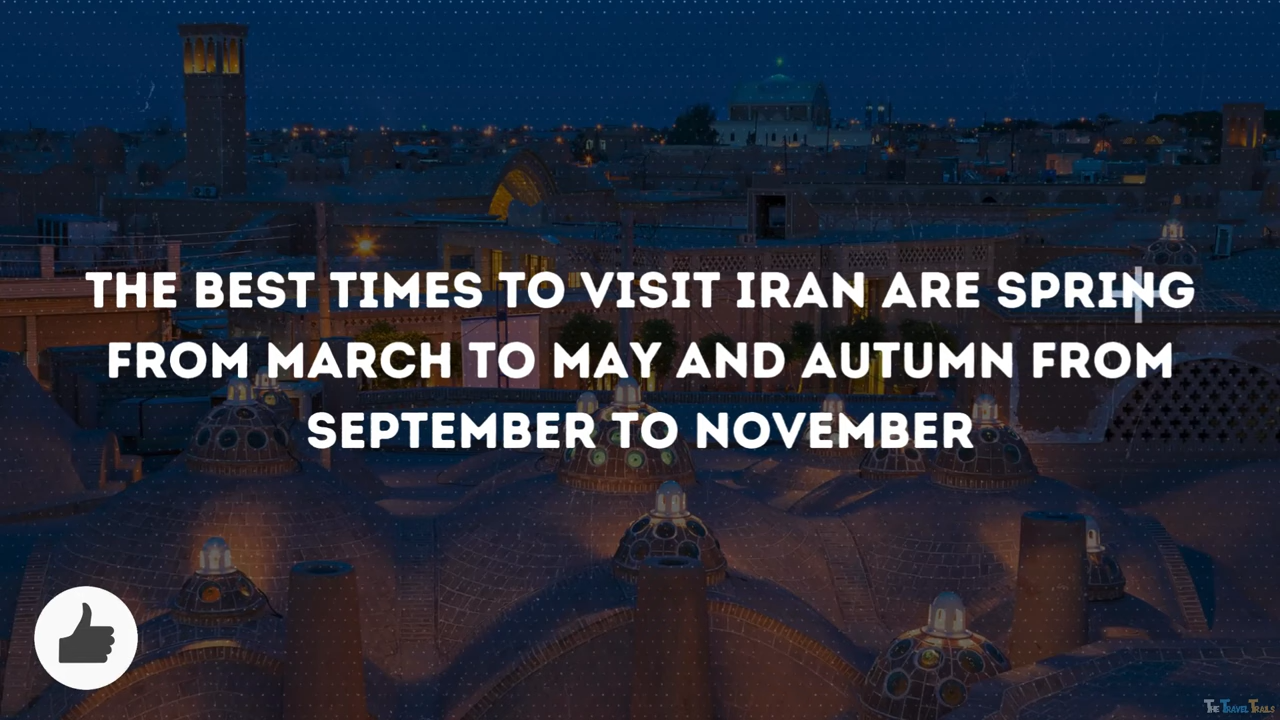 THE BEST TIMES TO VISIT IRAN ARE SPRING
FROM MARCH TO MAY AND AUTUMN FROM
SEPTEMBER TO NOVEMBER
THE TRAVEL TRAILS